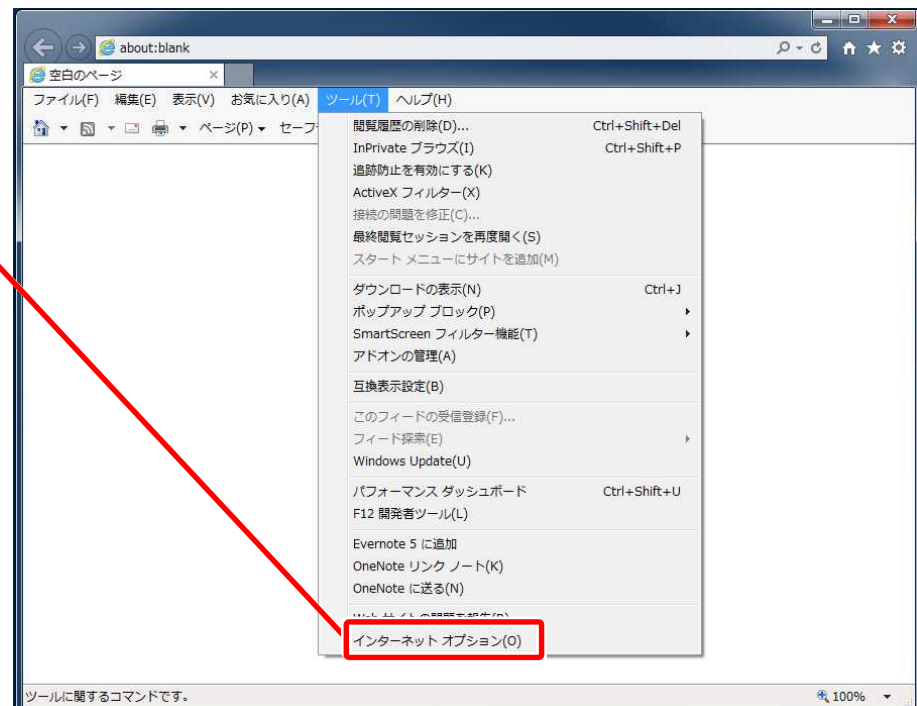 about:blank
空白のページ
ファイル(F) 編集(E) 表示(V) お気に入り(A) ツール(T) ヘルプ(H)
ページ(P) セーフ
閲覧履歴の削除(D)... Ctrl+Shift+Del
InPrivate ブラウズ(I) Ctrl+Shift+P
追跡防止を有効にする(K)
ActiveX フィルター(X)
接続の問題を修正(C)...
最終閲覧セッションを再度開く(S)
スタート メニューにサイトを追加(M)
ダウンロードの表示(N) Ctrl+J
ポップアップ ブロック(P)
SmartScreen フィルター機能(T)
アドオンの管理(A)
互換表示設定(B)
このフィードの受信登録(F)...
フィード探索(E)
Windows Update(U)
パフォーマンス ダッシュボード Ctrl+Shift+U
F12 開発者ツール(L)
Evernote 5 に追加
OneNote リンク ノート(K)
OneNote に送る(N)
インターネット オプション(O)
ツールに関するコマンドです。 100%